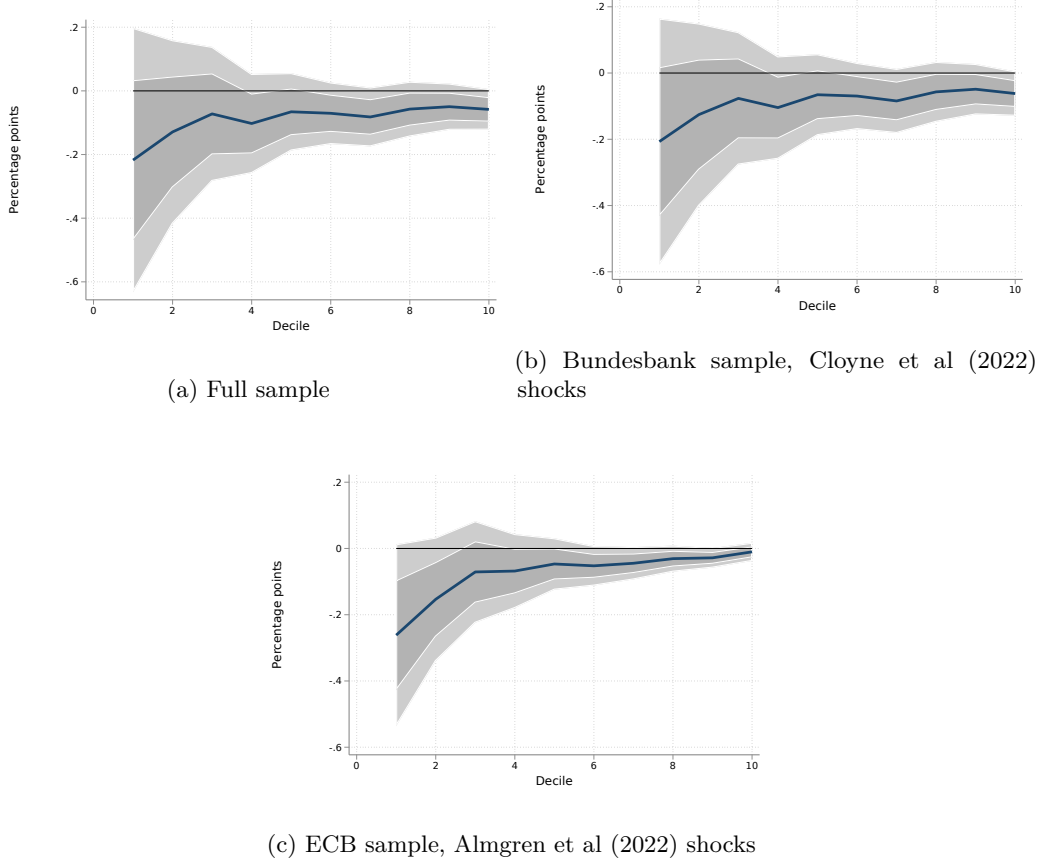 .2
0
-.2
-.4
-.6
Percentage points
0 2 4 6 8 10
Decile
(a) Full sample
.2
0
-.2
-.4
-.6
Percentage points
0 2 4 6 8 10
Decile
(b) Bundesbank sample, Cloyne et al (2022)
shocks
.2
0
-.2
-.4
-.6
Percentage points
0 2 4 6 8 10
Decile
(c) ECB sample, Almgren et al (2022) shocks